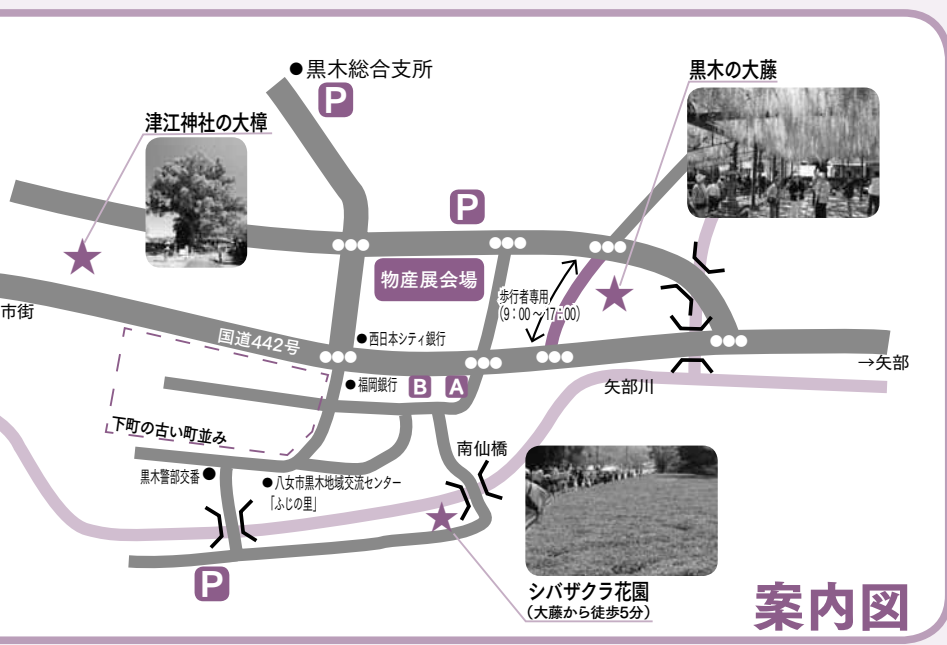 黒木総合支所
P
黒木の大藤
津江神社の大樟
P
物産展会場
歩行者専用
(9:00〜17:00)
市街
国道442号
西日本シティ銀行
→矢部
福岡銀行
B
A
矢部川
下町の古い町並み
南仙橋
黒木警部交番
八女市黒木地域交流センター
「ふじの里」
P
シバザクラ花園
(大藤から徒歩5分)
案内図